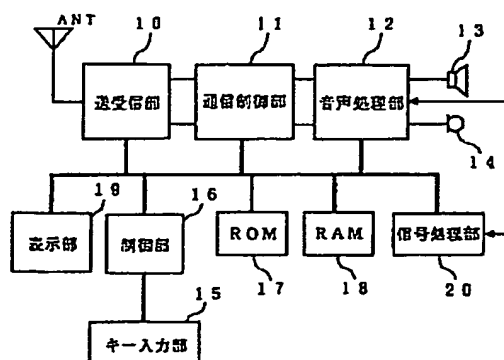 ANT
10
11
12
13
送受信部
通信制御部
音声処理部
14
19
16
表示部
制御部
ROM
RAM
信号処理部
17
18
20
15
キー入力部